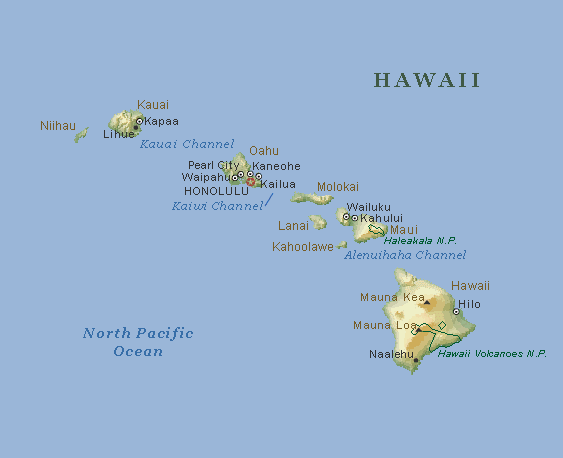 HAWAII
Kauai
Kapaa
Niihau
Lihue
Kauai Channel
Oahu
Pearl City
Kaneohe
Waipahu
HONOLULU
Kailua
Molokai
Kaiwi Channel
Wailuku
Kahului
Lanai
Maui
Haleakala N.P.
Kahoolawe
Alenuihaha Channel
Hawaii
Mauna Kea
Hilo
Mauna Loa
North Pacific
Ocean
Naalehu
Hawaii Volcanoes N.P.